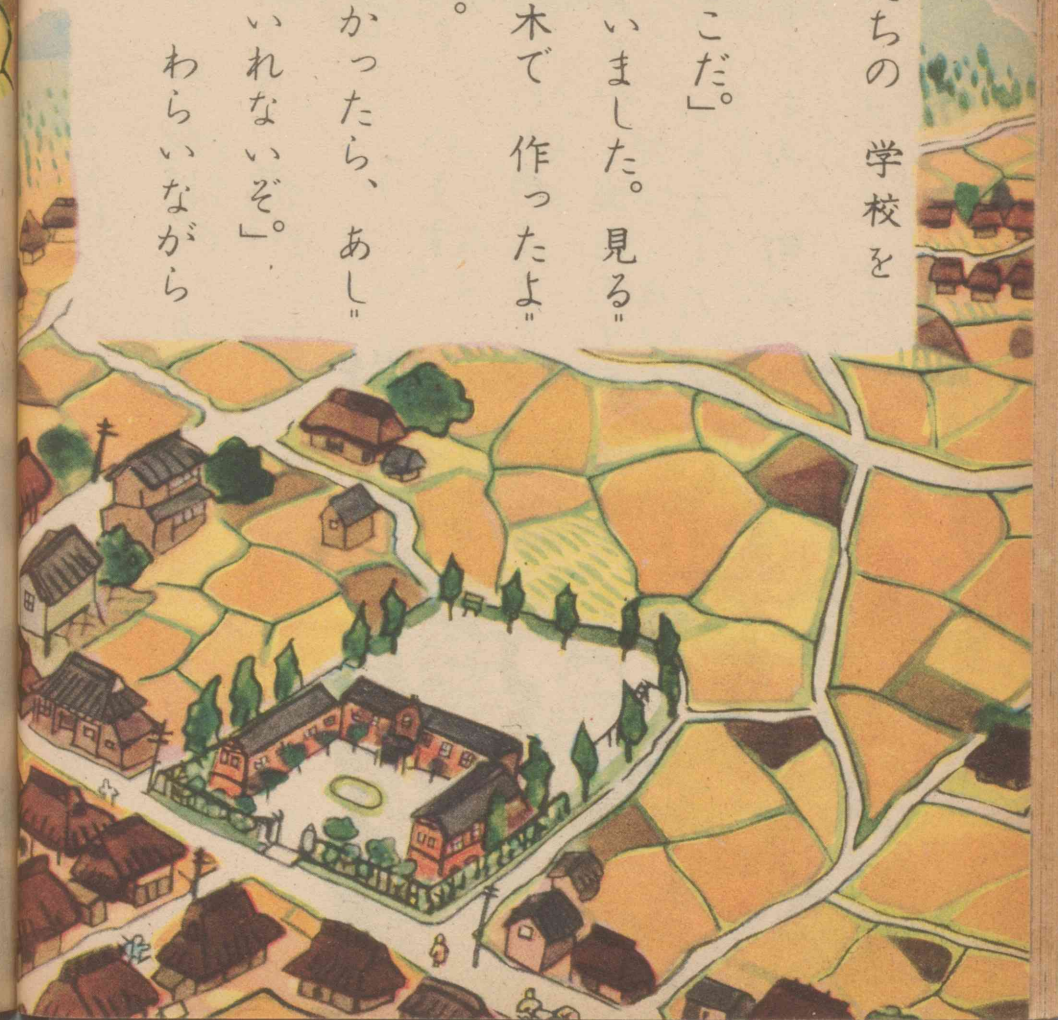 ちの 学校を
こだ。」
いました。見る〃
木で 作ったよ〃
。
かったら、 あし〃
いれないぞ。」
わらいながら